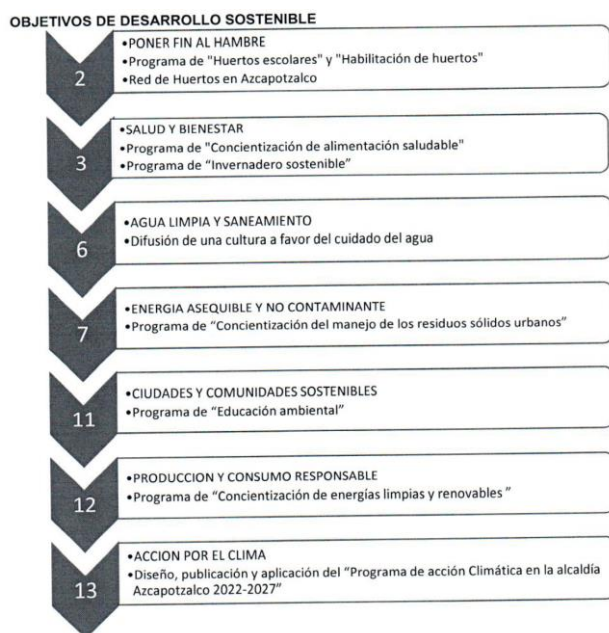 OBJETIVOS DE DESARROLLO SOSTENIBLE
2
•PONER FIN AL HAMBRE
•Programa de "Huertos escolares" y "Habilitación de huertos"
•Red de Huertos en Azcapotzalco
3
•SALUD Y BIENESTAR
•Programa de "Concientización de alimentación saludable"
•Programa de “Invernadero sostenible”
6
•AGUA LIMPIA Y SANEAMIENTO
•Difusión de una cultura a favor del cuidado del agua
7
•ENERGIA ASEQUIBLE Y NO CONTAMINANTE
•Programa de “Concientización del manejo de los residuos sólidos urbanos”
11
•CIUDADES Y COMUNIDADES SOSTENIBLES
•Programa de “Educación ambiental”
12
•PRODUCCION Y CONSUMO RESPONSABLE
•Programa de “Concientización de energías limpias y renovables ”
13
•ACCION POR EL CLIMA
•Diseño, publicación y aplicación del “Programa de acción Climática en la alcaldía
Azcapotzalco 2022-2027”